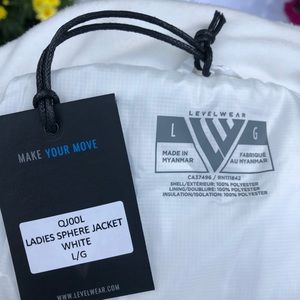 MAKE YOUR MOVE
QJ00L
LADIES SPHERE JACKET
WHITE
L/G
WWW.LEVELWEAR.COM
LEVELWEAR
L G
MADE IN
MYANMAR
FABRIQUÉ
AU MYANMAR
CA37496 / RN111842
SHELL/EXTÉRIEUR: 100% POLYESTER
LINING/DOUBLURE: 100% POLYESTER
INSULATION/ISOLATION: 100% POLYESTER